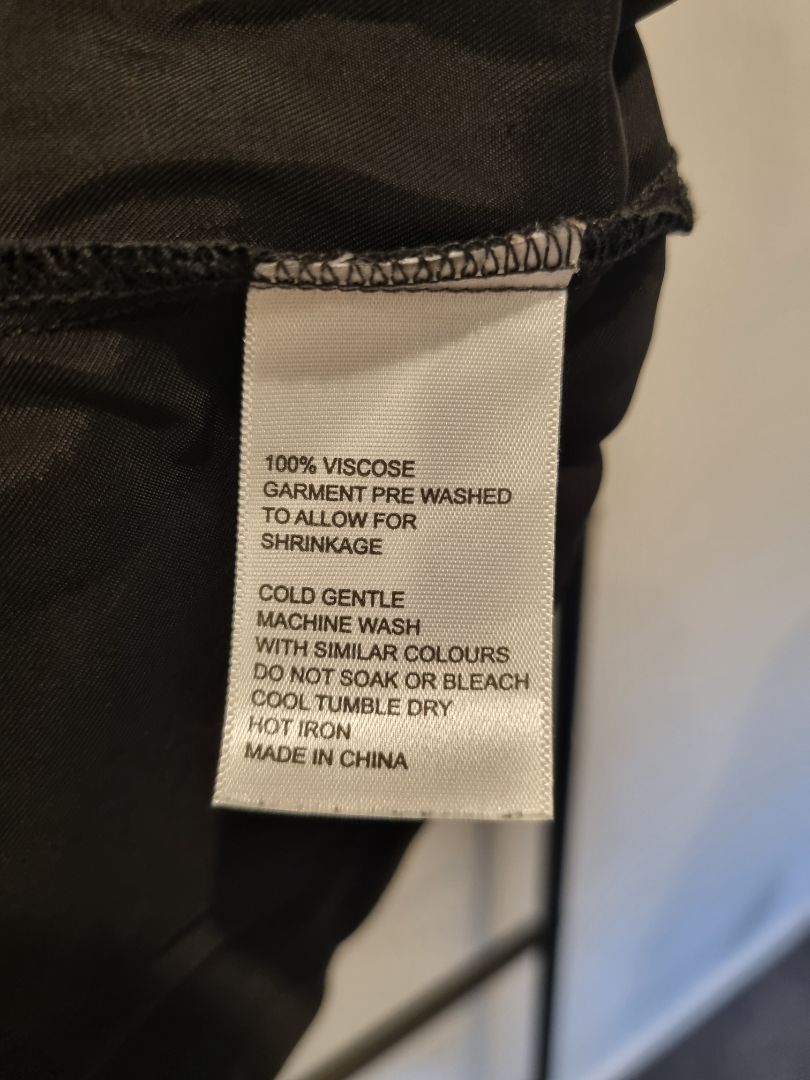 100% VISCOSE
GARMENT PRE WASHED
TO ALLOW FOR
SHRINKAGE
COLD GENTLE
MACHINE WASH
WITH SIMILAR COLOURS
DO NOT SOAK OR BLEACH
COOL TUMBLE DRY
HOT IRON
MADE IN CHINA